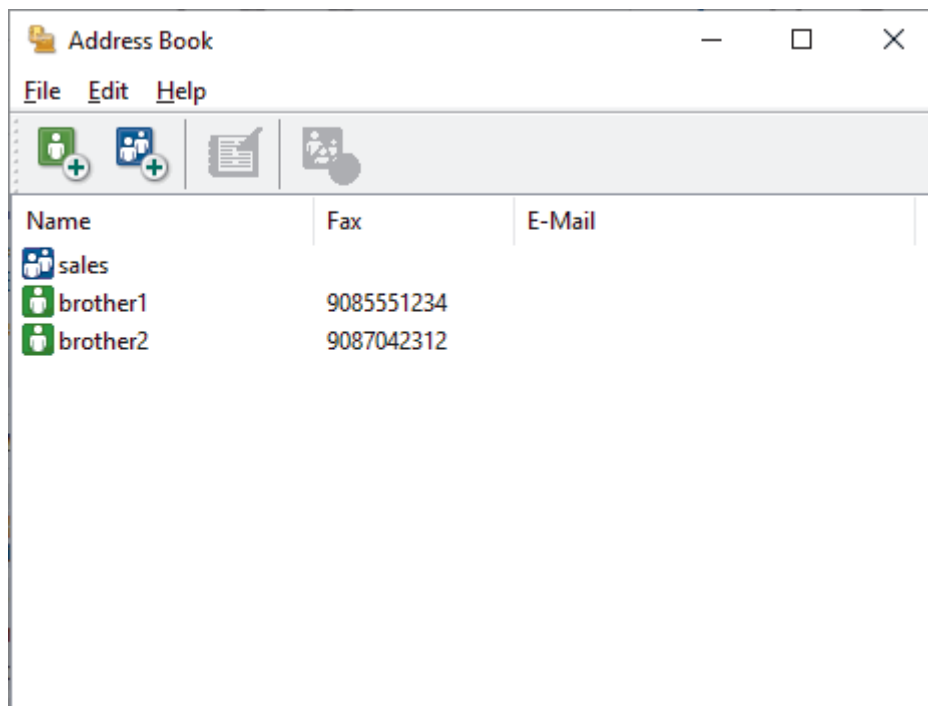 Address Book
File Edit Help
Name Fax E-Mail
sales
brother1 9085551234
brother2 9087042312